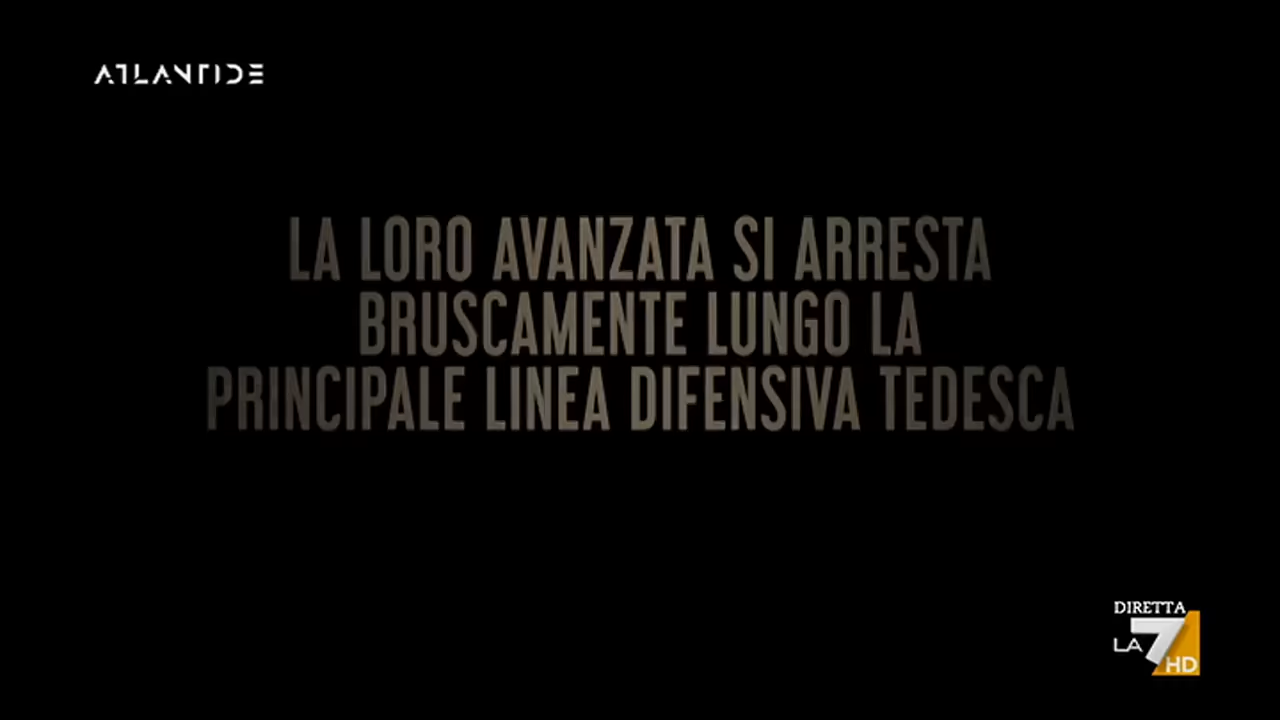 ATLANTIDE
LA LORO AVANZATA SI ARRESTA
BRUSCAMENTE LUNGO LA
PRINCIPALE LINEA DIFENSIVA TEDESCA
DIRETTA
LA7
HD